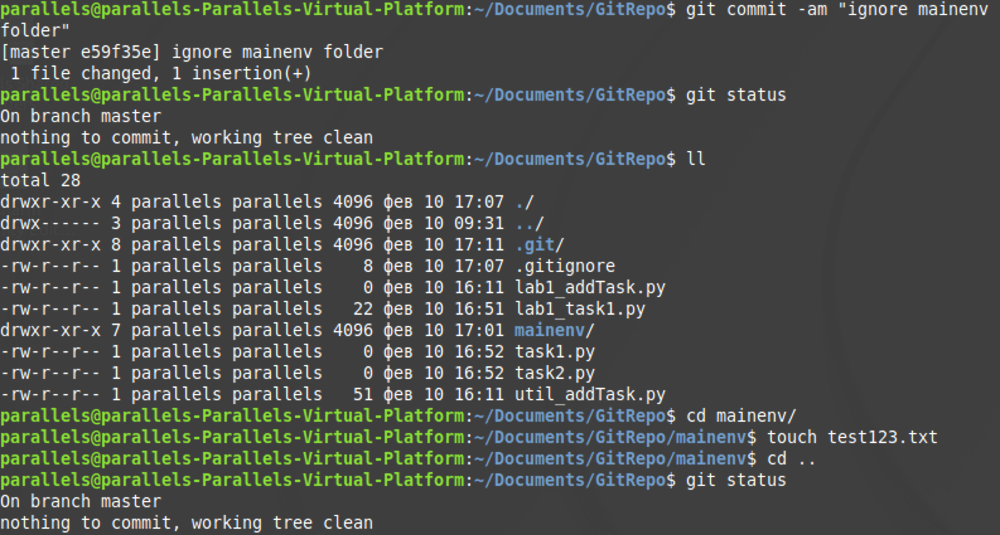 parallels@parallels-Parallels-Virtual-Platform:~/Documents/GitRepo$ git commit -am "ignore mainenv
folder"
[master e59f35e] ignore mainenv folder
 1 file changed, 1 insertion(+)
parallels@parallels-Parallels-Virtual-Platform:~/Documents/GitRepo$ git status
On branch master
nothing to commit, working tree clean
parallels@parallels-Parallels-Virtual-Platform:~/Documents/GitRepo$ ll
total 28
drwxr-xr-x 4 parallels parallels 4096 фев 10 17:07 ./
drwx------ 3 parallels parallels 4096 фев 10 09:31 ../
drwxr-xr-x 8 parallels parallels 4096 фев 10 17:11 .git/
-rw-r--r-- 1 parallels parallels    8 фев 10 17:07 .gitignore
-rw-r--r-- 1 parallels parallels    0 фев 10 16:11 lab1_addTask.py
-rw-r--r-- 1 parallels parallels   22 фев 10 16:51 lab1_task1.py
drwxr-xr-x 7 parallels parallels 4096 фев 10 17:01 mainenv/
-rw-r--r-- 1 parallels parallels    0 фев 10 16:52 task1.py
-rw-r--r-- 1 parallels parallels    0 фев 10 16:52 task2.py
-rw-r--r-- 1 parallels parallels   51 фев 10 16:11 util_addTask.py
parallels@parallels-Parallels-Virtual-Platform:~/Documents/GitRepo$ cd mainenv/
parallels@parallels-Parallels-Virtual-Platform:~/Documents/GitRepo/mainenv$ touch test123.txt
parallels@parallels-Parallels-Virtual-Platform:~/Documents/GitRepo/mainenv$ cd ..
parallels@parallels-Parallels-Virtual-Platform:~/Documents/GitRepo$ git status
On branch master
nothing to commit, working tree clean